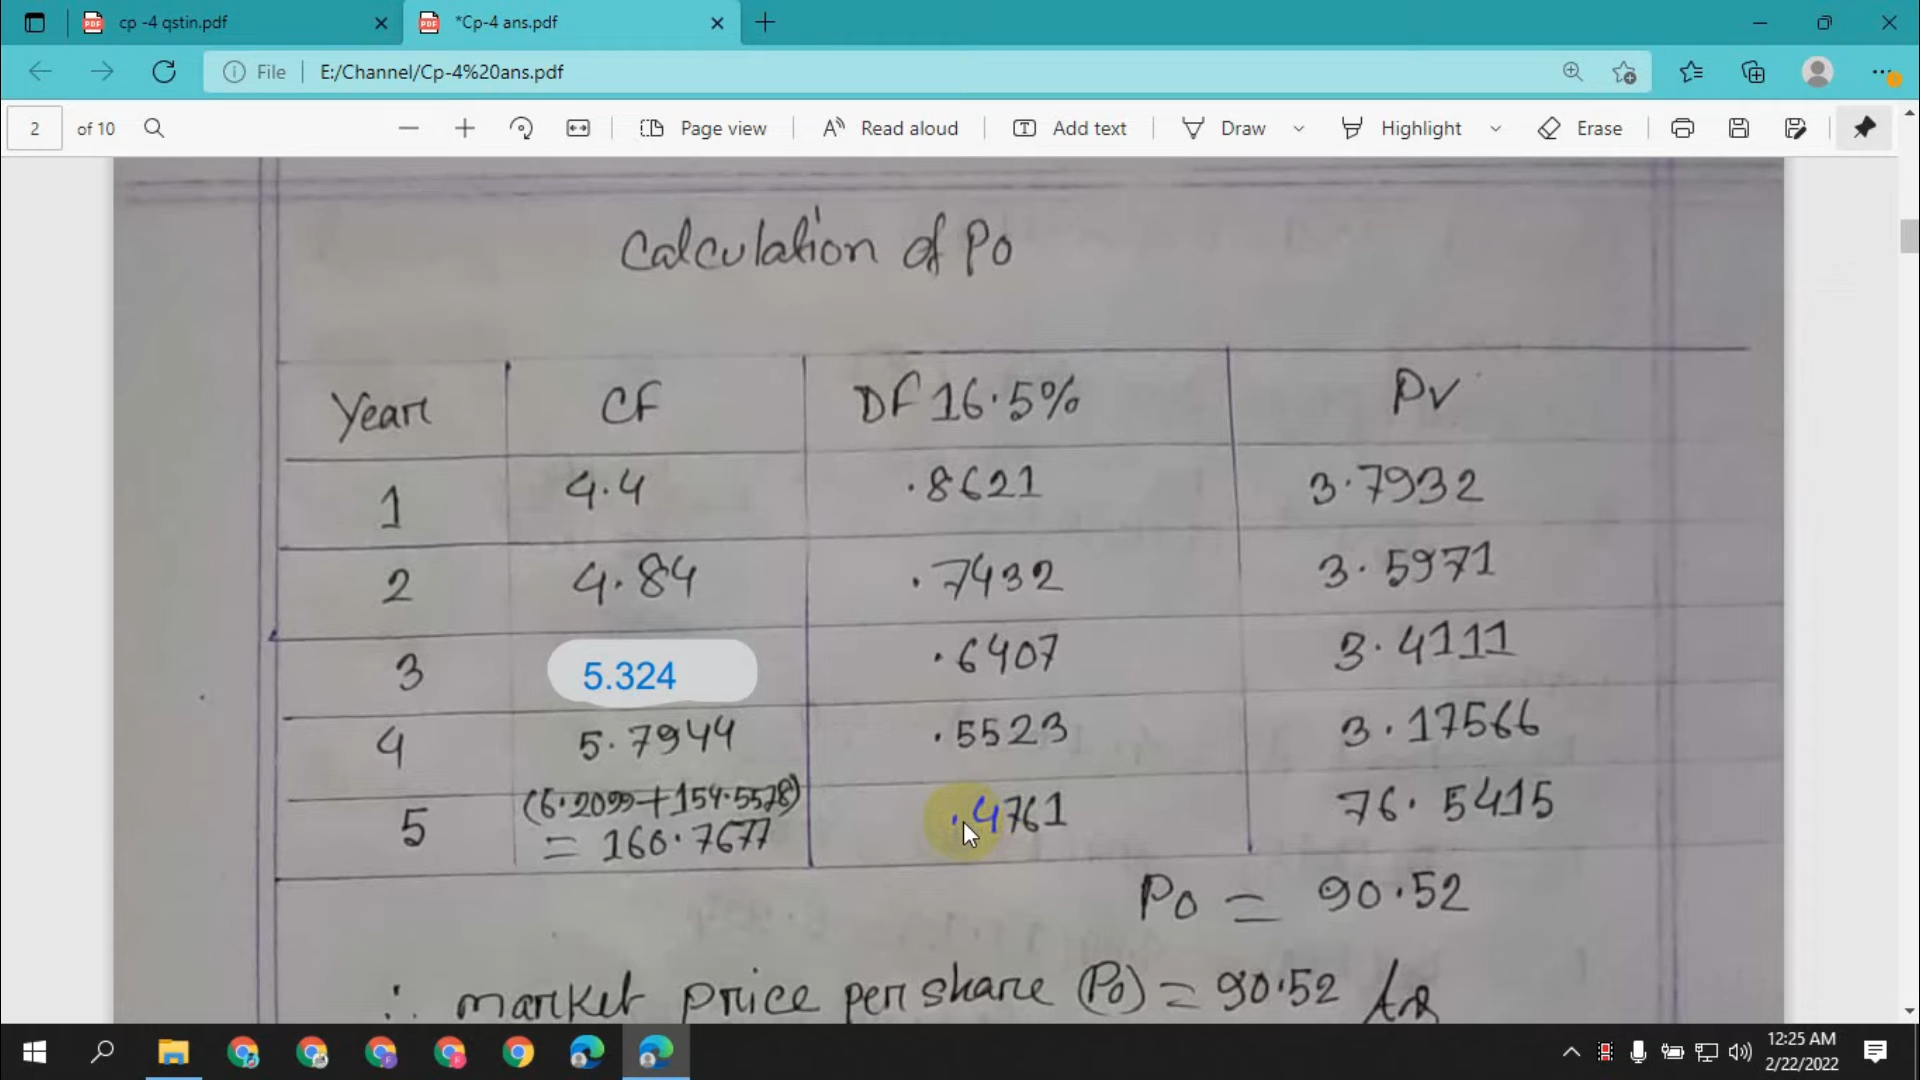 cp -4 qstin.pdf
*Cp-4 ans.pdf
File
E:/Channel/Cp-4%20ans.pdf
2 of 10
Page view
Read aloud
Add text
Draw
Highlight
Erase
Calculation of Po
Year CF DF 16.5% PV
1 4.4 .8621 3.7932
2 4.84 .7432 3.5971
3 5.324 .6407 3.4111
4 5.7944 .5523 3.17566
5 (6.2099+154.5578) .4761 76.5415
= 160.7677
Po = 90.52
∴ market price per share (Po) = 90.52
12:25 AM
2/22/2022